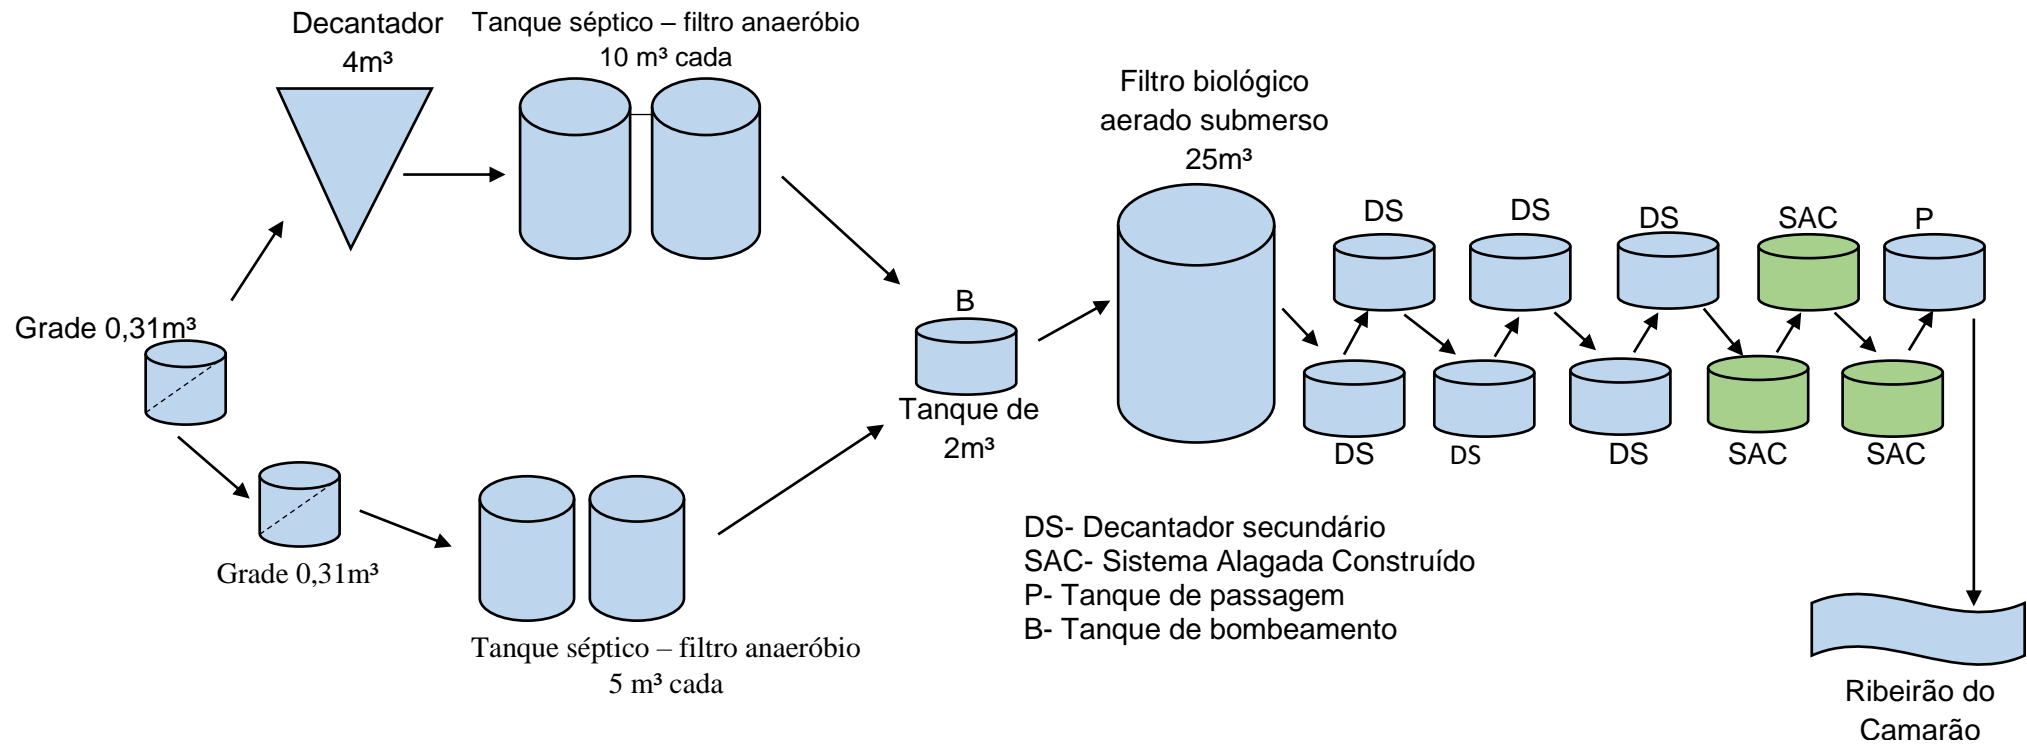 Decantador
4m³
Tanque séptico – filtro anaeróbio
10 m³ cada
Filtro biológico
aerado submerso
25m³
Grade 0,31m³
B
Tanque de
2m³
Grade 0,31m³
Tanque séptico – filtro anaeróbio
5 m³ cada
DS
DS
DS
SAC
P
DS
DS
DS
SAC
SAC
DS- Decantador secundário
SAC- Sistema Alagada Construído
P- Tanque de passagem
B- Tanque de bombeamento
Ribeirão do
Camarão